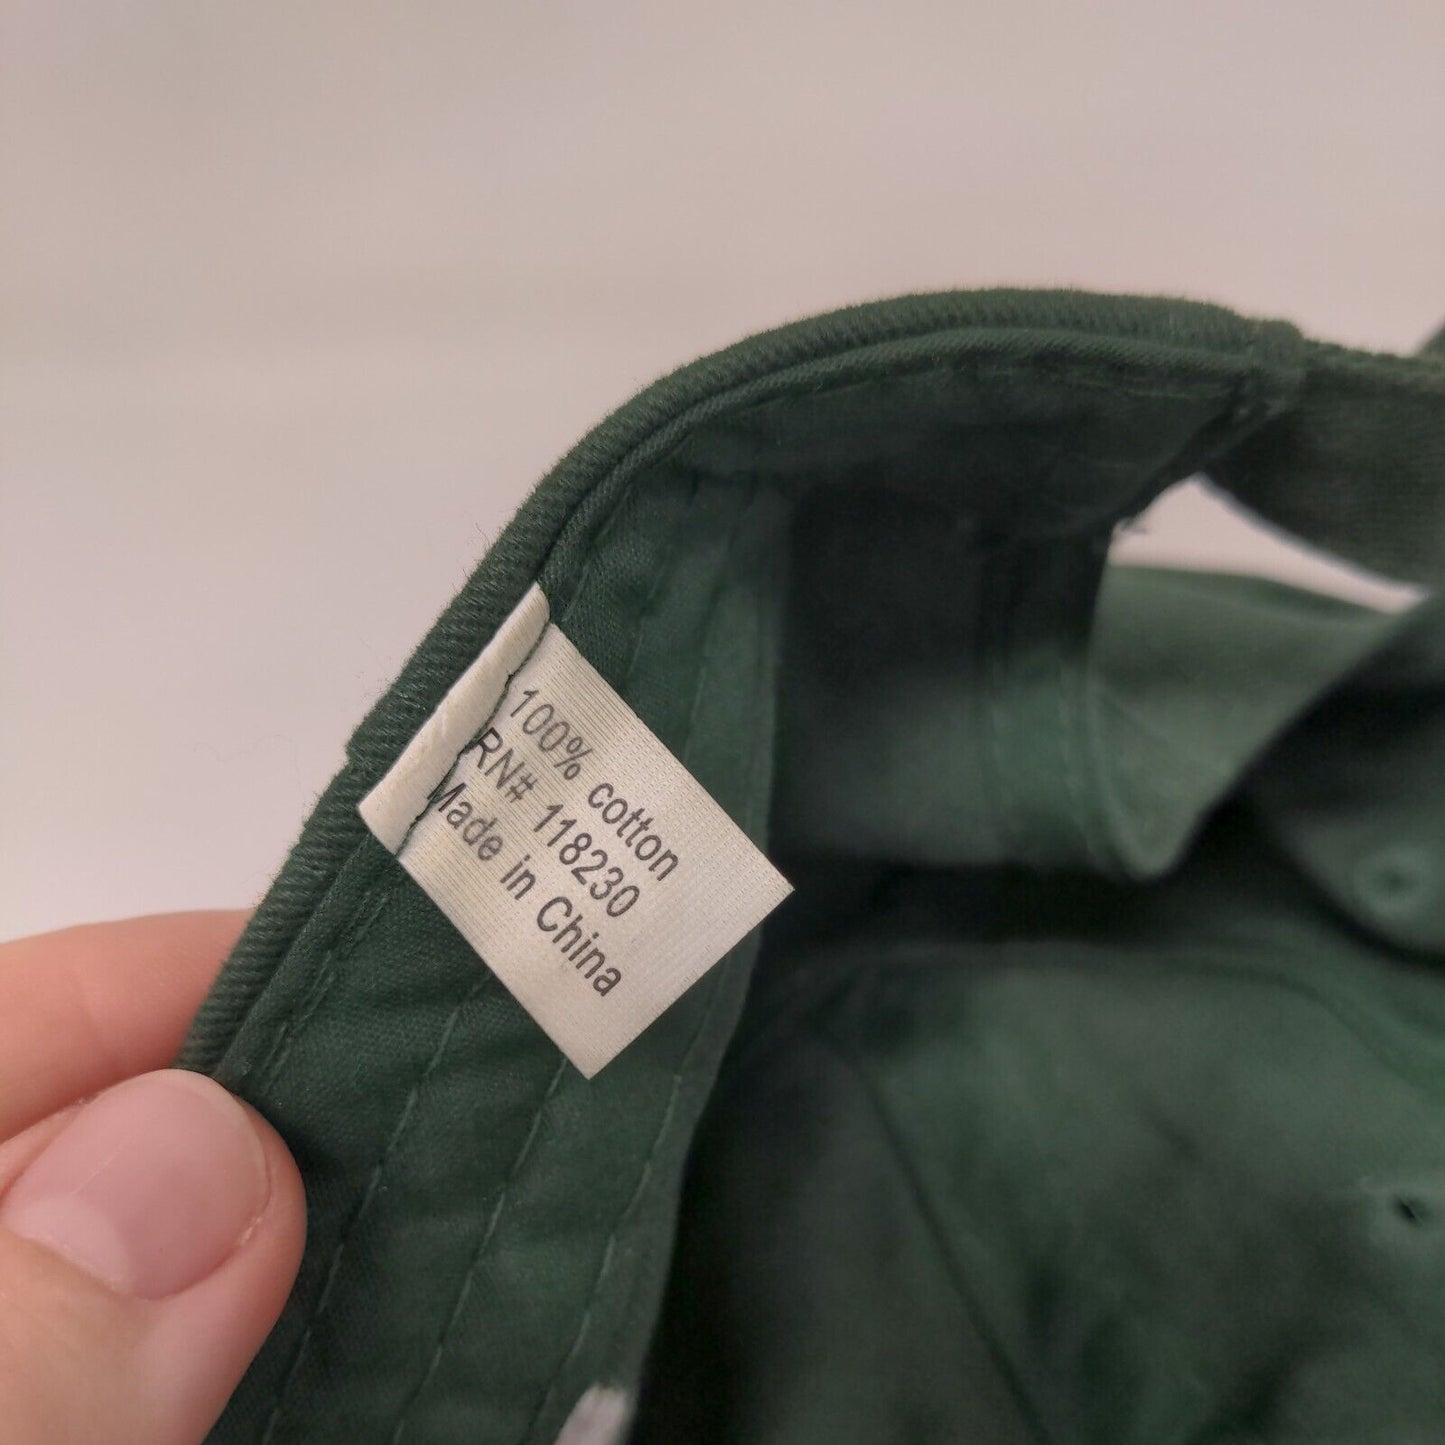 100% cotton
RN# 118230
Made in China